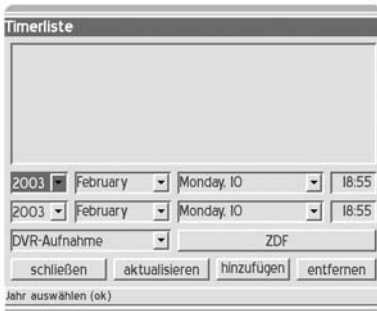 Timerliste
2003 February Monday. 10 18:55
2003 February Monday. 10 18:55
DVR-Aufnahme ZDF
schließen aktualisieren hinzufügen entfernen
Jahr auswählen (ok)